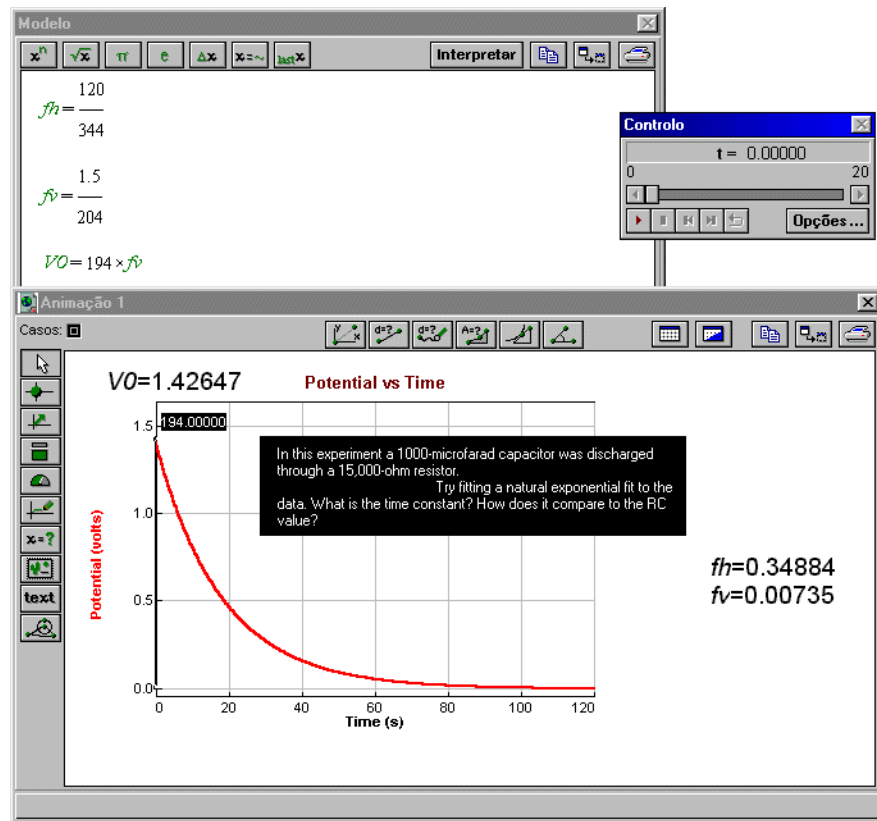 Modelo
xⁿ √x π e Δx x=~ last x Interpretar
fh = 120/344
fv = 1.5/204
V0 = 194 × fv
Controlo
t = 0.00000
0 20
Opções...
Animação 1
Casos:
y x d=? d=? A=?
V0=1.42647
Potential vs Time
194.00000
In this experiment a 1000-microfarad capacitor was discharged
through a 15,000-ohm resistor.
Try fitting a natural exponential fit to the
data. What is the time constant? How does it compare to the RC
value?
Potential (volts)
1.5
1.0
0.5
0.0
0 20 40 60 80 100 120
Time (s)
fh=0.34884
fv=0.00735
x=?
text